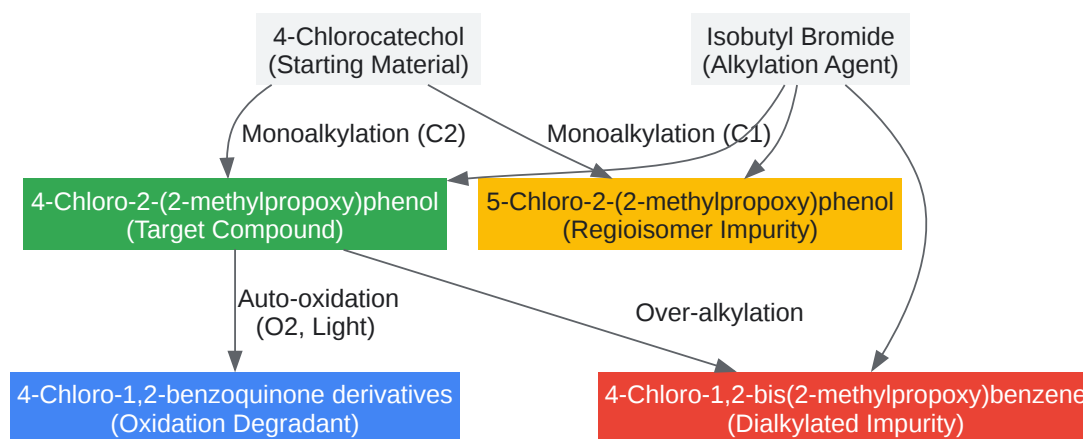 4-Chlorocatechol
(Starting Material)
Isobutyl Bromide
(Alkylation Agent)
Monoalkylation (C2)
Monoalkylation (C1)
4-Chloro-2-(2-methylpropoxy)phenol
(Target Compound)
5-Chloro-2-(2-methylpropoxy)phenol
(Regioisomer Impurity)
Auto-oxidation
(O2, Light)
Over-alkylation
4-Chloro-1,2-benzoquinone derivatives
(Oxidation Degradant)
4-Chloro-1,2-bis(2-methylpropoxy)benzene
(Dialkylated Impurity)